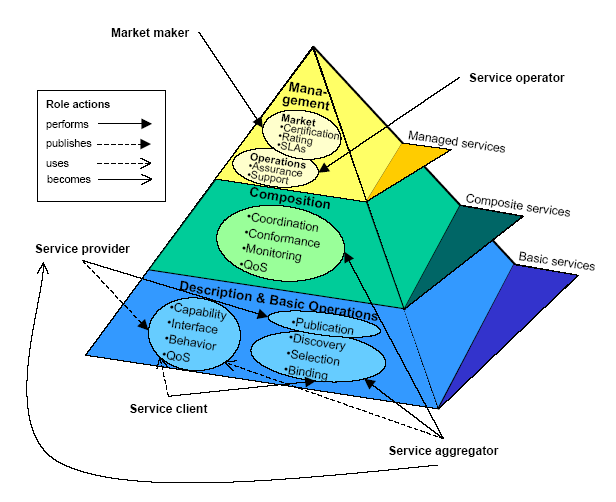 Market maker
Service operator
Role actions
performs
publishes
uses
becomes
Mana-
gement
Market
•Certification
•Rating
•SLAs
Operations
•Assurance
•Support
Managed services
Composition
•Coordination
•Conformance
•Monitoring
•QoS
Composite services
Service provider
Basic services
Description & Basic Operations
•Capability
•Interface
•Behavior
•QoS
•Publication
•Discovery
•Selection
•Binding
Service client
Service aggregator